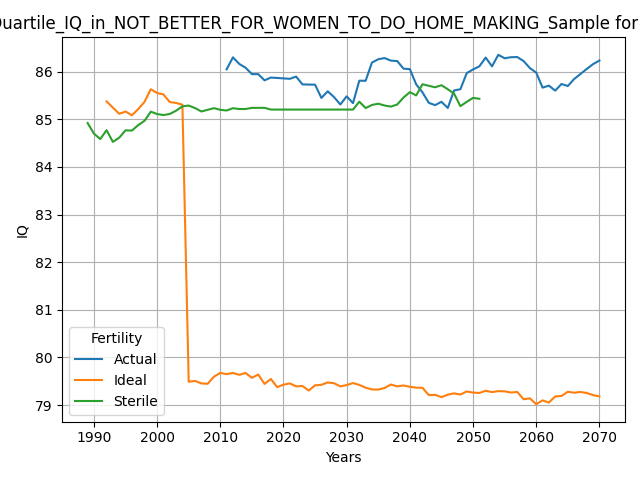 uartile_IQ_in_NOT_BETTER_FOR_WOMEN_TO_DO_HOME_MAKING_Sample for
IQ
86
85
84
83
82
81
80
79
Fertility
Actual
Ideal
Sterile
1990 2000 2010 2020 2030 2040 2050 2060 2070
Years